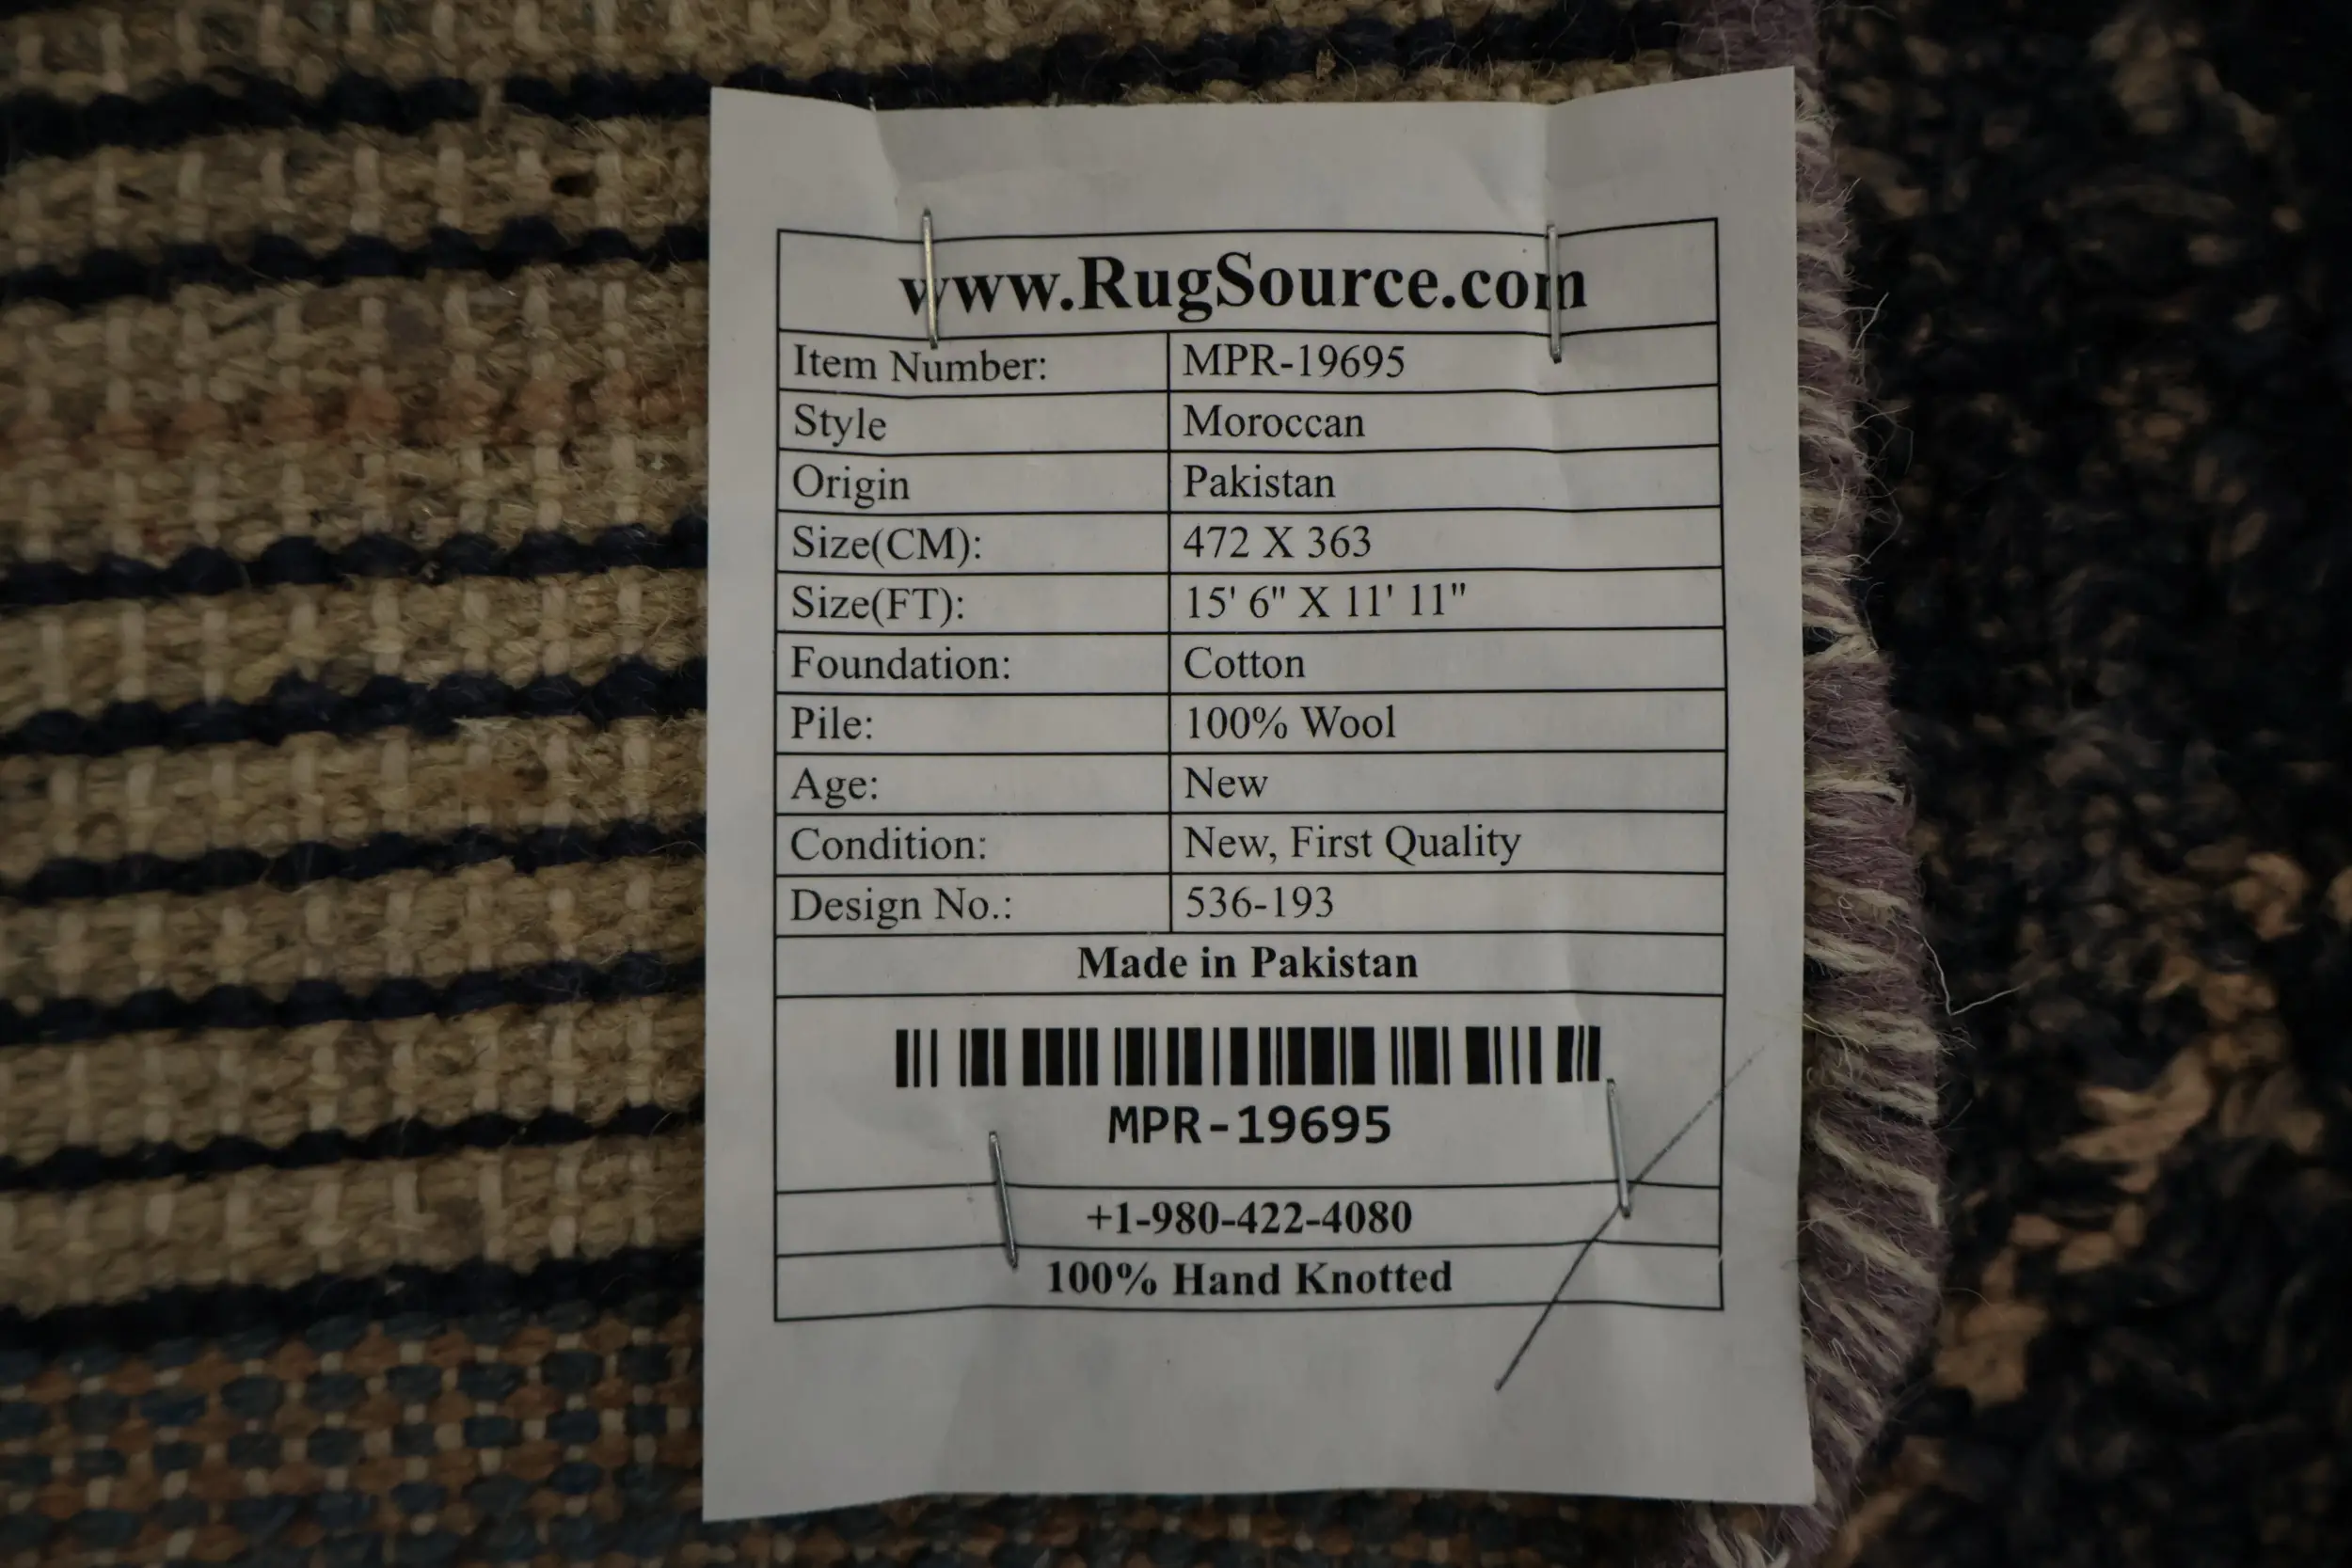 www.RugSource.com
Item Number: MPR-19695
Style Moroccan
Origin Pakistan
Size(CM): 472 X 363
Size(FT): 15' 6" X 11' 11"
Foundation: Cotton
Pile: 100% Wool
Age: New
Condition: New, First Quality
Design No.: 536-193
Made in Pakistan
MPR-19695
+1-980-422-4080
100% Hand Knotted